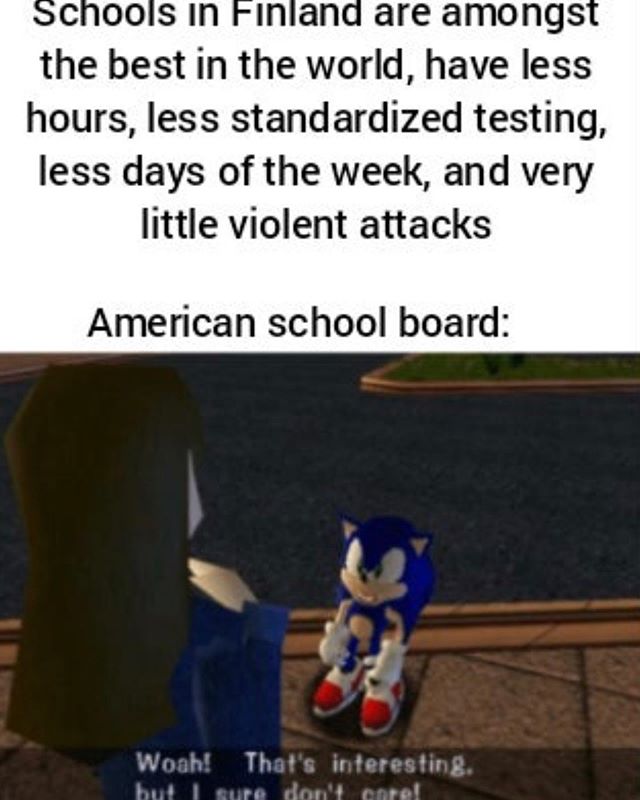 Schools in Finland are amongst
the best in the world, have less
hours, less standardized testing,
less days of the week, and very
little violent attacks
American school board:
Woah! That's interesting,
but I sure don't care!